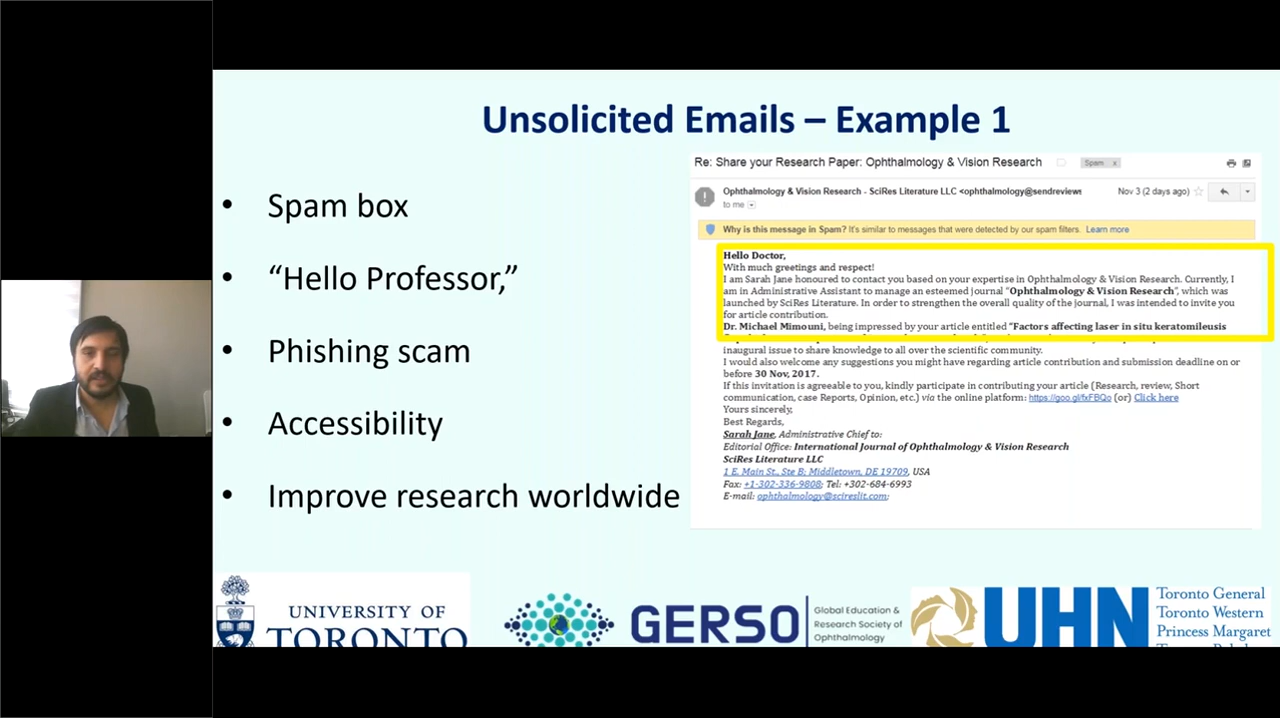 Unsolicited Emails – Example 1
• Spam box
• “Hello Professor,”
• Phishing scam
• Accessibility
• Improve research worldwide
Re: Share your Research Paper: Ophthalmology & Vision Research
Spam x
Ophthalmology & Vision Research - SciRes Literature LLC <ophthalmology@sendreviews
Nov 3 (2 days ago)
to me
Why is this message in Spam? It's similar to messages that were detected by our spam filters. Learn more
Hello Doctor,
With much greetings and respect!
I am Sarah Jane honoured to contact you based on your expertise in Ophthalmology & Vision Research. Currently, I
am in Administrative Assistant to manage an esteemed journal “Ophthalmology & Vision Research”, which was
launched by SciRes Literature. In order to strengthen the overall quality of the journal, I was intended to invite you
for article contribution.
Dr. Michael Mimouni, being impressed by your article entitled “Factors affecting laser in situ keratomileusis
inaugural issue to share knowledge to all over the scientific community.
I would also welcome any suggestions you might have regarding article contribution and submission deadline on or
before 30 Nov, 2017.
If this invitation is agreeable to you, kindly participate in contributing your article (Research, review, Short
communication, case Reports, Opinion, etc.) via the online platform: https://goo.gl/fxFBQo (or) Click here
Yours sincerely,
Best Regards,
Sarah Jane, Administrative Chief to:
Editorial Office: International Journal of Ophthalmology & Vision Research
SciRes Literature LLC
1 E. Main St., Ste B; Middletown, DE 19709, USA
Fax: +1-302-336-9808; Tel: +302-684-6993
E-mail: ophthalmology@scireslit.com;
UNIVERSITY OF
TORONTO
GERSO
Global Education &
Research Society of
Ophthalmology
UHN
Toronto General
Toronto Western
Princess Margaret